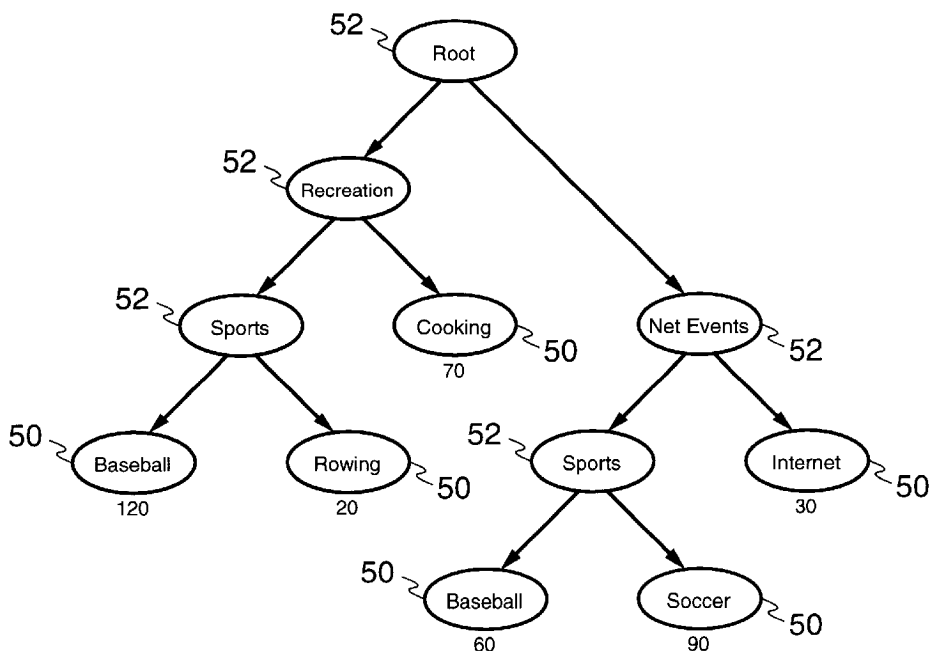 52
Root
52
Recreation
52
Sports
Cooking
50
70
Net Events
52
50
Baseball
120
Rowing
50
20
52
Sports
Internet
50
30
50
Baseball
60
Soccer
50
90